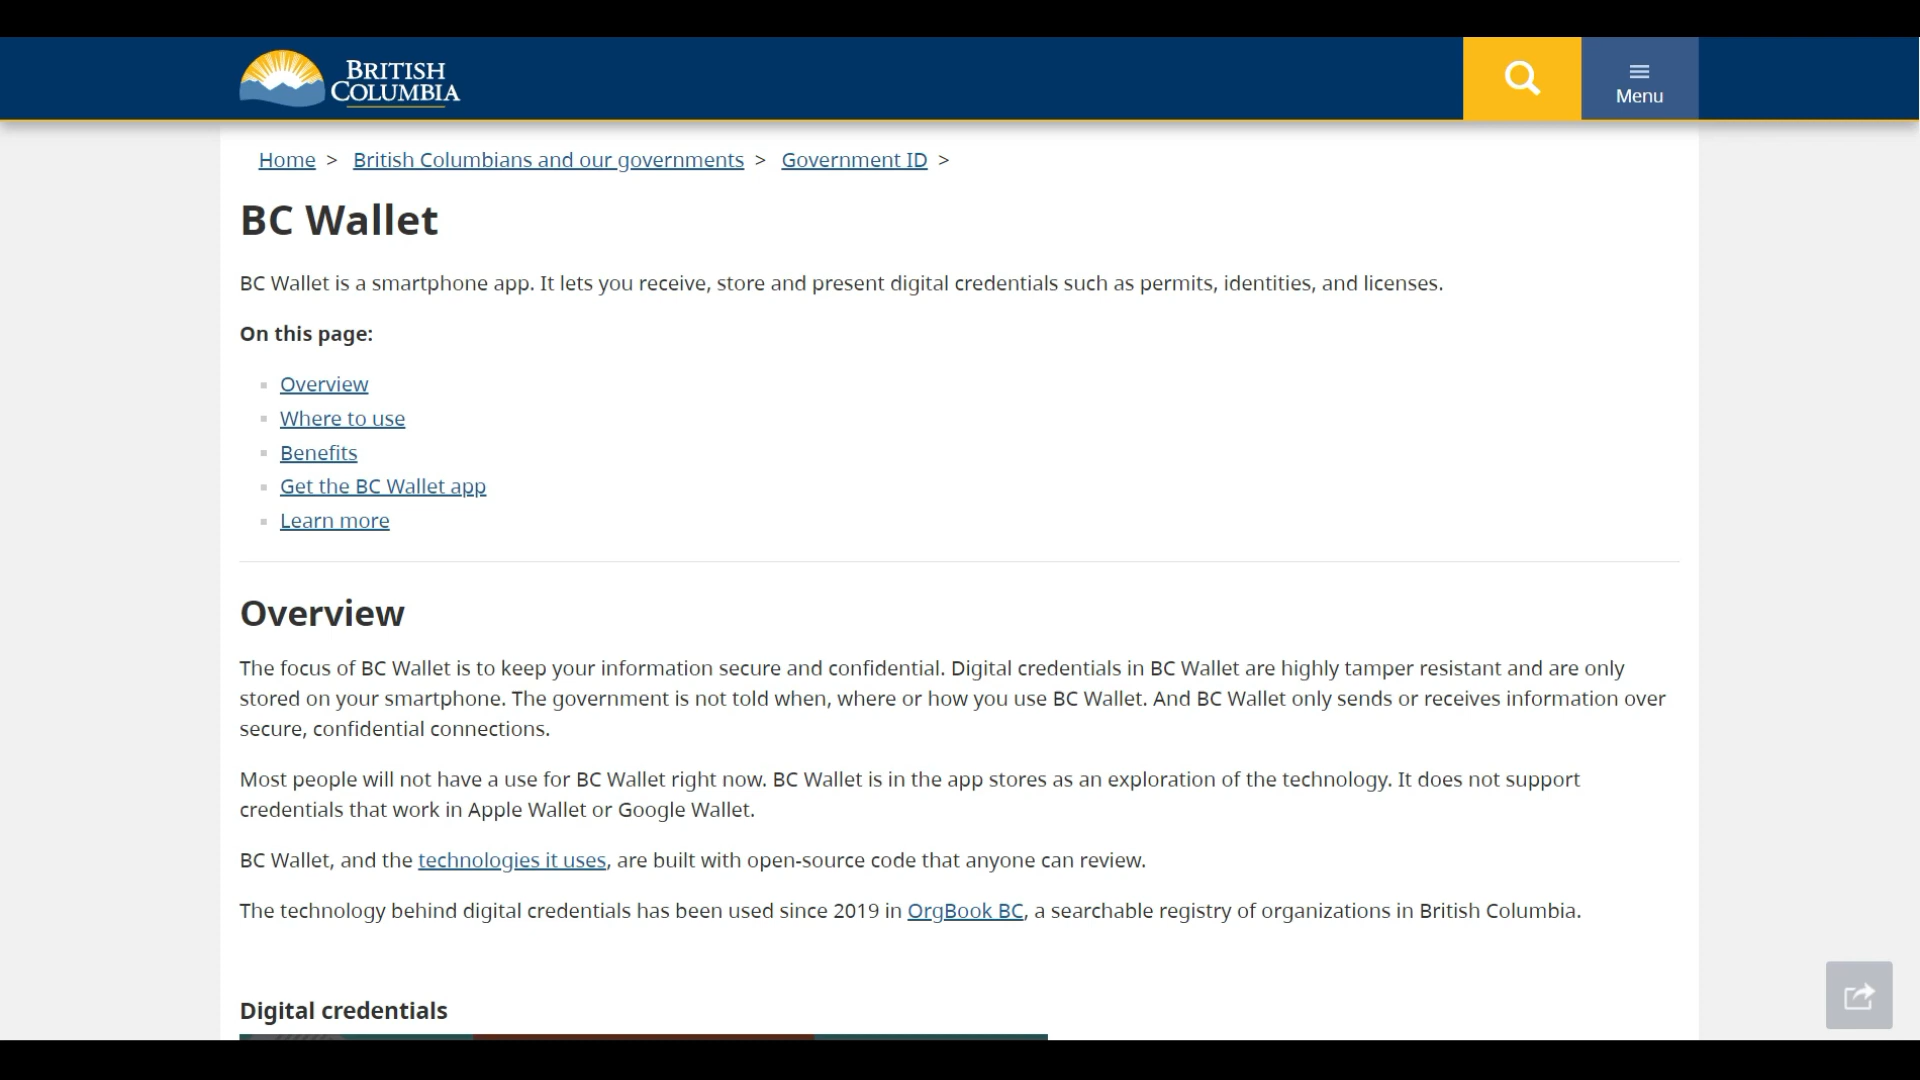 BRITISH
COLUMBIA
Menu
Home > British Columbians and our governments > Government ID >
BC Wallet
BC Wallet is a smartphone app. It lets you receive, store and present digital credentials such as permits, identities, and licenses.
On this page:
Overview
Where to use
Benefits
Get the BC Wallet app
Learn more
Overview
The focus of BC Wallet is to keep your information secure and confidential. Digital credentials in BC Wallet are highly tamper resistant and are only
stored on your smartphone. The government is not told when, where or how you use BC Wallet. And BC Wallet only sends or receives information over
secure, confidential connections.
Most people will not have a use for BC Wallet right now. BC Wallet is in the app stores as an exploration of the technology. It does not support
credentials that work in Apple Wallet or Google Wallet.
BC Wallet, and the technologies it uses, are built with open-source code that anyone can review.
The technology behind digital credentials has been used since 2019 in OrgBook BC, a searchable registry of organizations in British Columbia.
Digital credentials